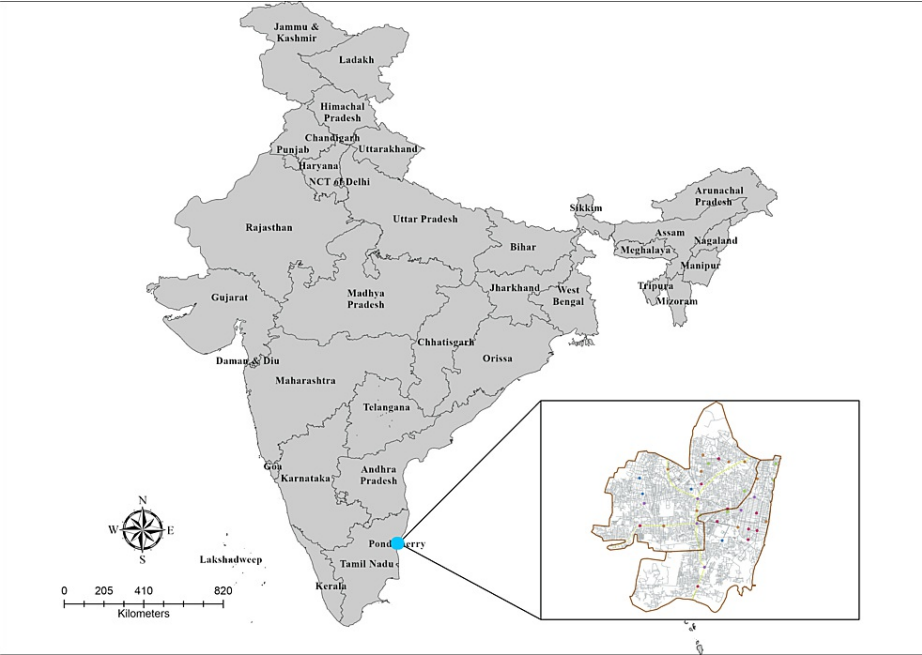 Jammu &
Kashmir
Ladakh
Himachal
Pradesh
Chandigarh
Punjab
Uttarakhand
Haryana
NCT of Delhi
Arunachal
Pradesh
Sikkim
Rajasthan
Uttar Pradesh
Assam
Nagaland
Bihar
Meghalaya
Manipur
Gujarat
Madhya
Pradesh
Jharkhand
West
Bengal
Tripura
Mizoram
Chhatisgarh
Orissa
Damau & Diu
Maharashtra
Telangana
Goa
Karnataka
Andhra
Pradesh
N
W
E
S
Lakshadweep
Tamil Nadu
Kerala
0 205 410 820
Kilometers